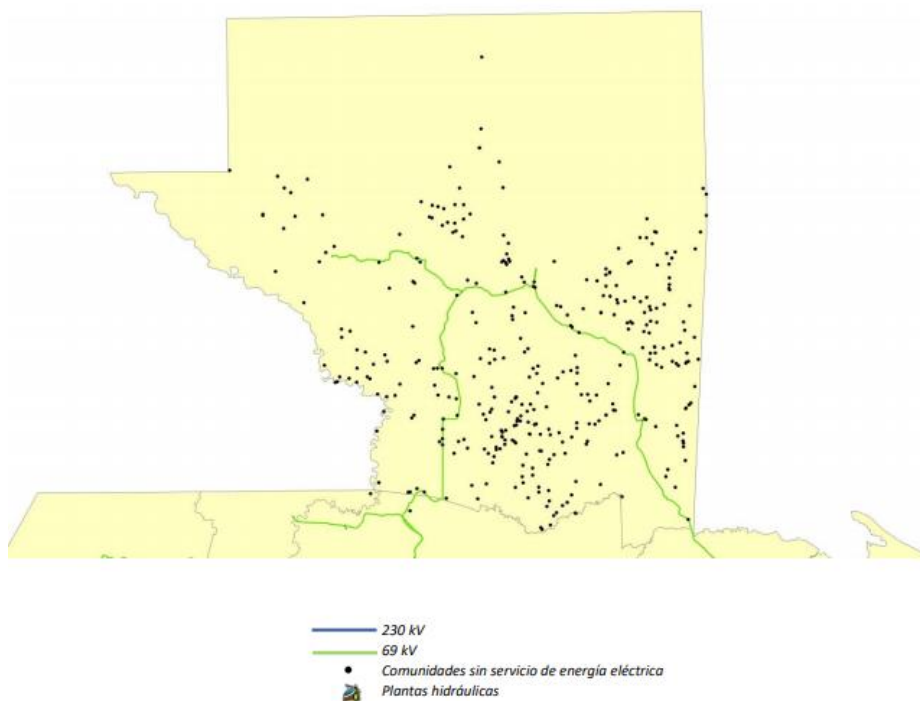 230 kV
69 kV
Comunidades sin servicio de energía eléctrica
Plantas hidráulicas